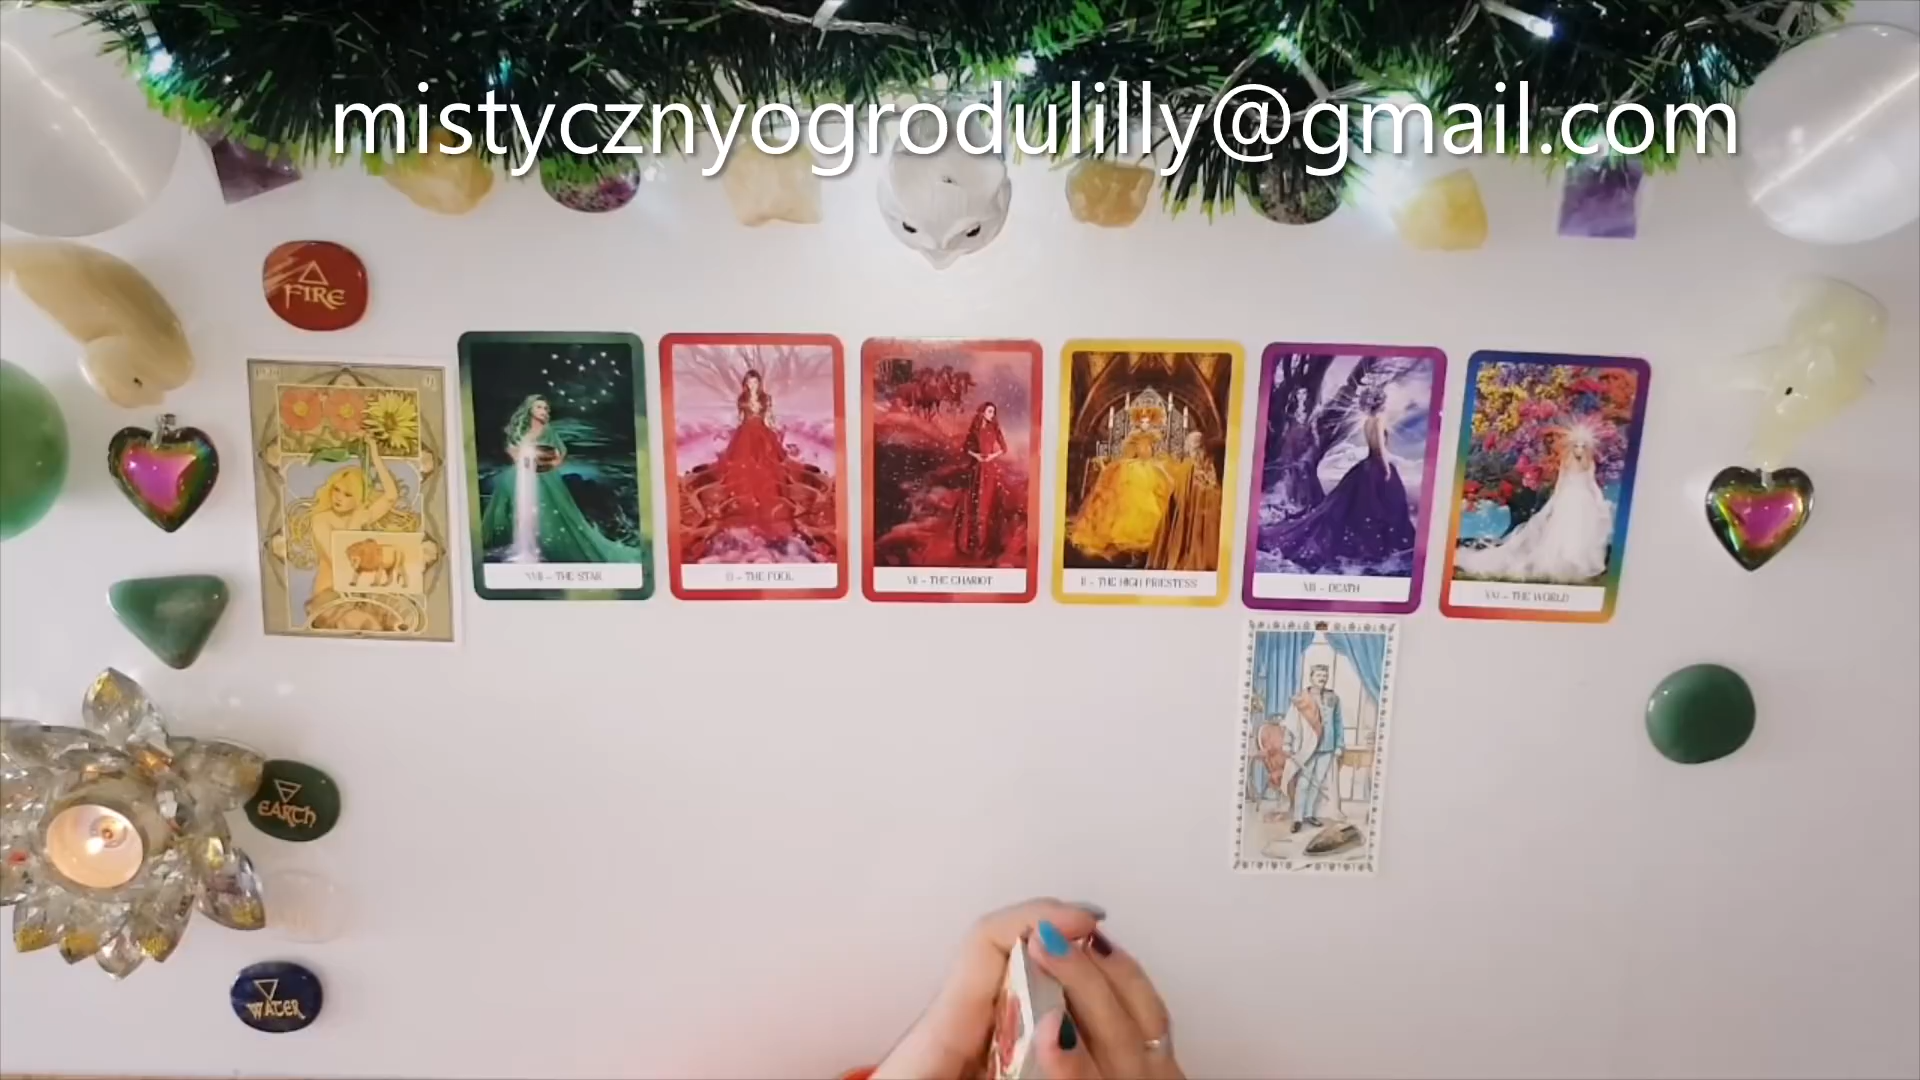 mistycznyogrodulilly@gmail.com
FIRE
XVII - THE STAR
0 - THE FOOL
VII - THE CHARIOT
II - THE HIGH PRIESTESS
XIII - DEATH
XXI - THE WORLD
EARTH
WATER